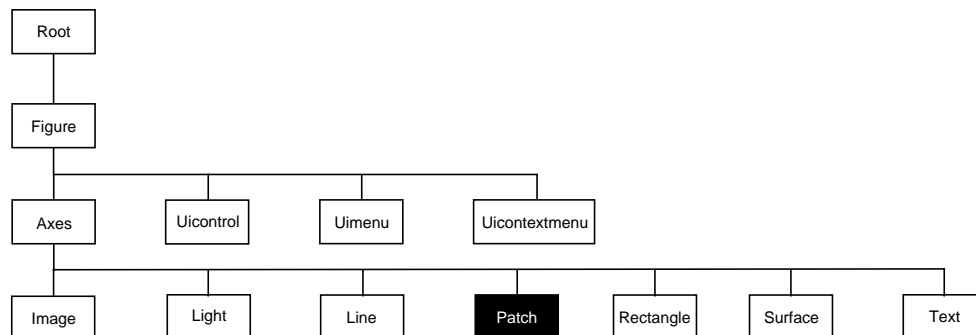 Root
Figure
Axes
Uicontrol
Uimenu
Uicontextmenu
Image
Light
Line
Patch
Rectangle
Surface
Text